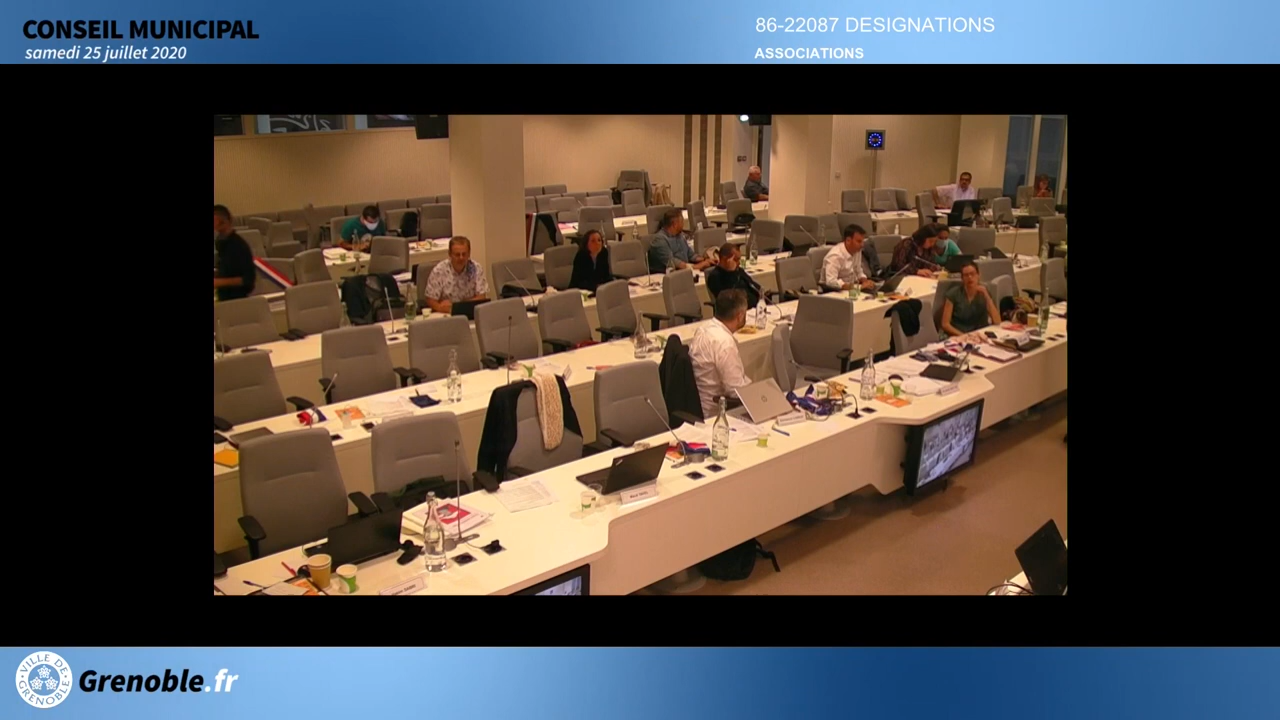 CONSEIL MUNICIPAL
samedi 25 juillet 2020
86-22087 DESIGNATIONS
ASSOCIATIONS
VILLE DE
GRENOBLE
Grenoble.fr